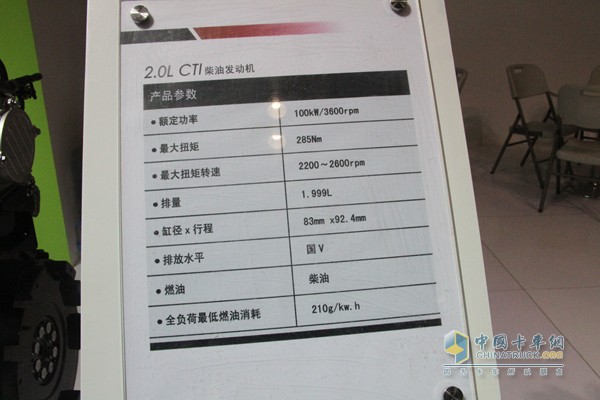 2.0L CTI 柴油发动机
产品参数
●额定功率 100kW/3600rpm
●最大扭矩 285Nm
●最大扭矩转速 2200～2600rpm
●排量 1.999L
●缸径x行程 83mm x92.4mm
●排放水平 国V
●燃油 柴油
●全负荷最低燃油消耗 210g/kw.h
中国卡车网
CHINATRUCK.ORG